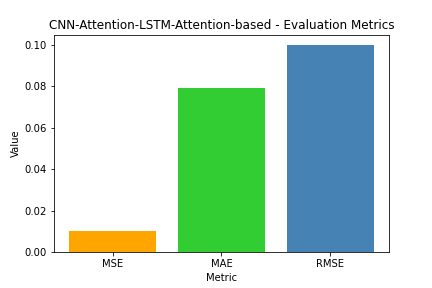 CNN-Attention-LSTM-Attention-based - Evaluation Metrics
0.10
0.08
0.06
0.04
0.02
0.00
Value
MSE MAE RMSE
Metric